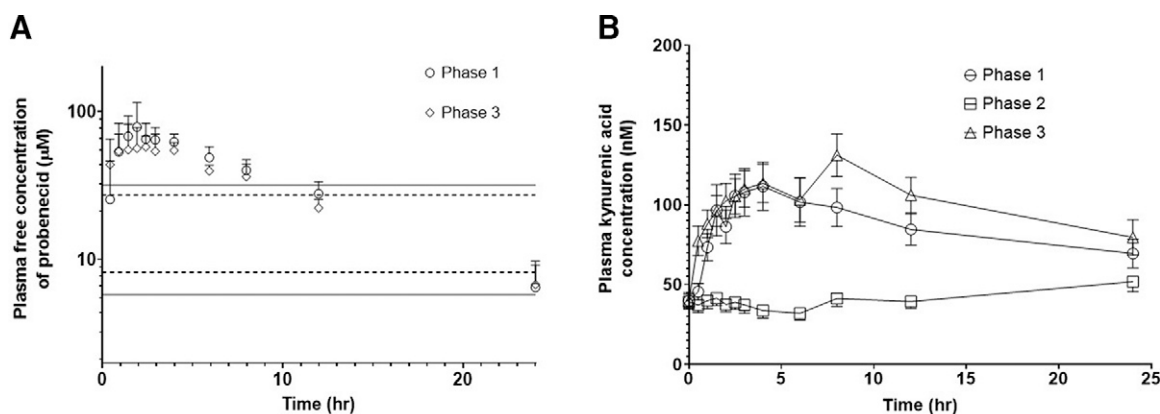 A
Plasma free concentration
of probenecid (µM)
100
10
0
10
20
Time (hr)
Phase 1
Phase 3
B
Plasma kynurenic acid
concentration (nM)
200
150
100
50
0
0
5
10
15
20
25
Time (hr)
Phase 1
Phase 2
Phase 3